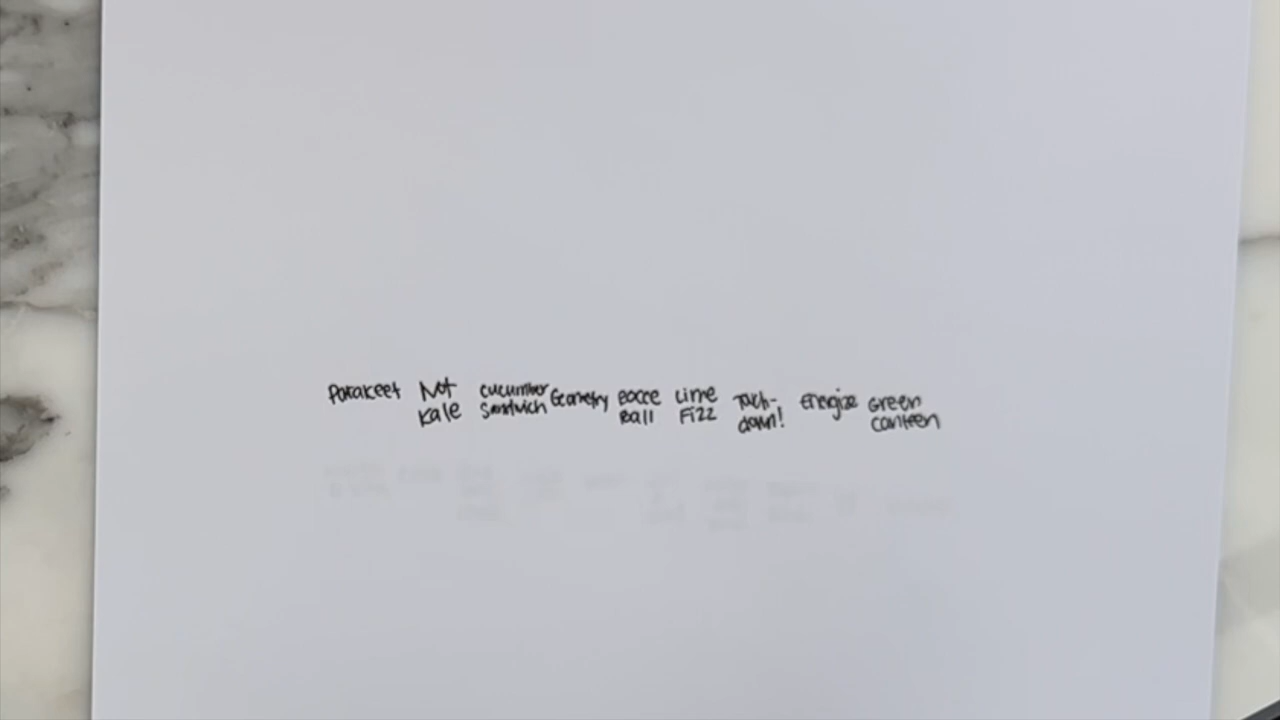 Parakeet
Not
Kale
cucumber
Sandwich
Geometry
Bocce
Ball
Lime
Fizz
Touch-
down!
Energize
Green
Canteen